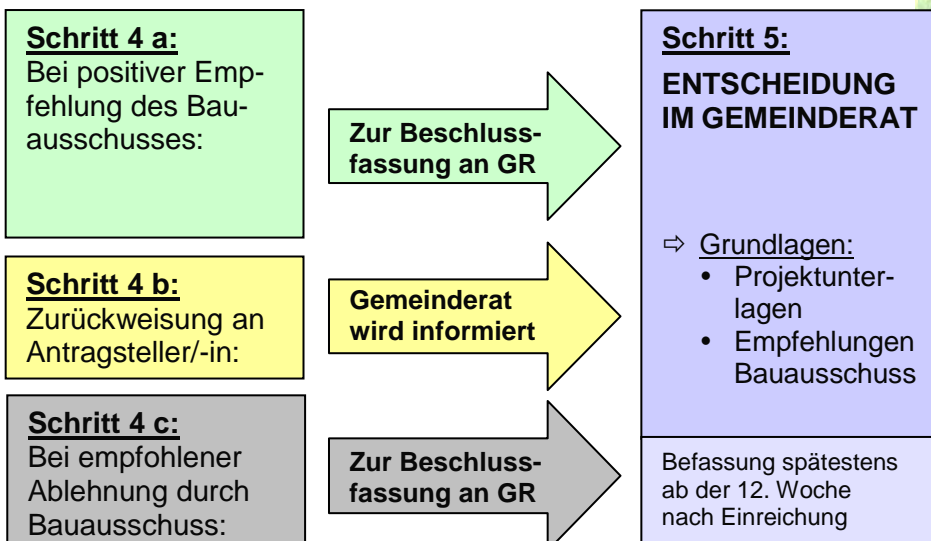 Schritt 4 a:
Bei positiver Emp-
fehlung des Bau-
ausschusses:
Zur Beschluss-
fassung an GR
Schritt 4 b:
Zurückweisung an
Antragsteller/-in:
Gemeinderat
wird informiert
Schritt 4 c:
Bei empfohlener
Ablehnung durch
Bauausschuss:
Zur Beschluss-
fassung an GR
Schritt 5:
ENTSCHEIDUNG
IM GEMEINDERAT
⇨ Grundlagen:
• Projektunter-
lagen
• Empfehlungen
Bauausschuss
Befassung spätestens
ab der 12. Woche
nach Einreichung